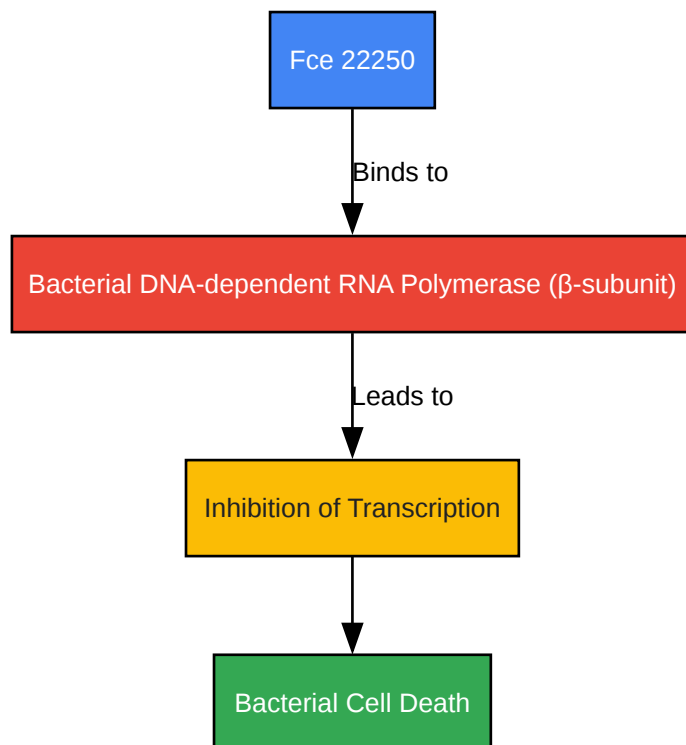 Fce 22250
Binds to
Bacterial DNA-dependent RNA Polymerase (β-subunit)
Leads to
Inhibition of Transcription
Bacterial Cell Death